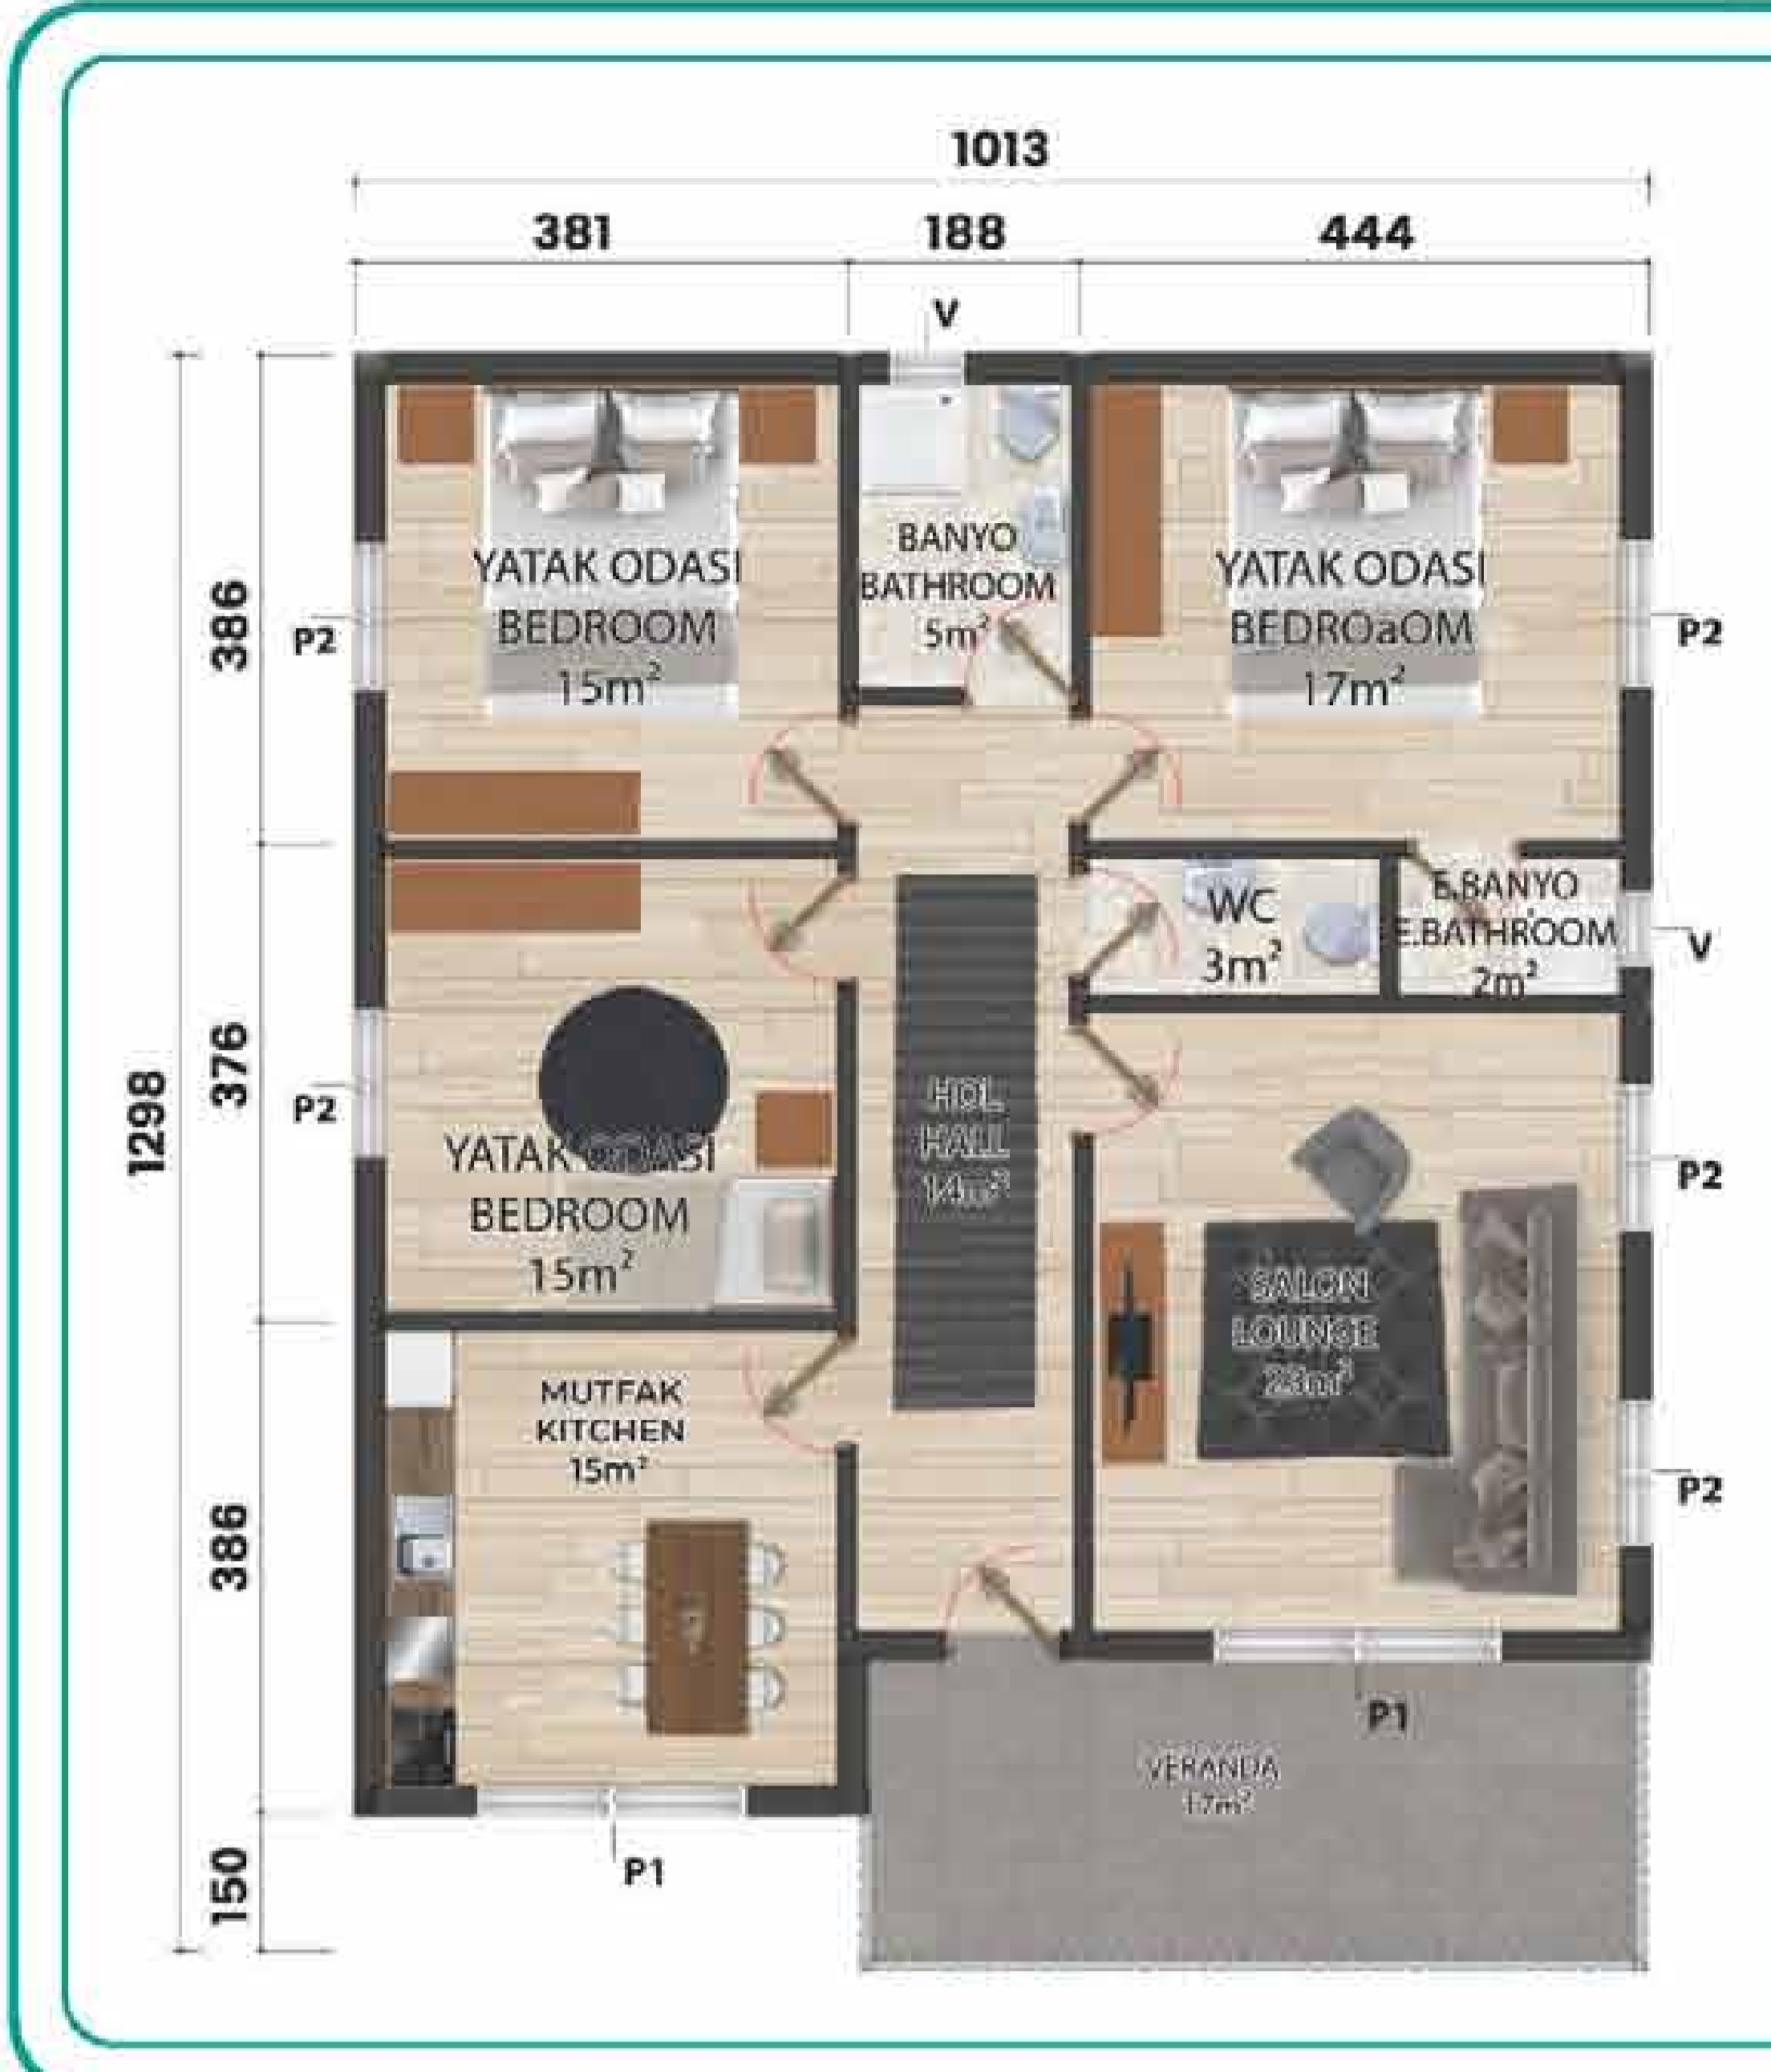 1013
381 188 444
V
YATAK ODASI
BEDROOM
15m²
BANYO
BATHROOM
5m²
YATAK ODASI
BEDROaOM
17m²
386
P2
P2
WC
3m²
E.BANYO
E.BATHROOM
2m²
V
1298
376
P2
HOL
HALL
14m²
YATAK ODASI
BEDROOM
15m²
P2
SALON
LOUNGE
23m²
MUTFAK
KITCHEN
15m²
386
P2
P1
VERANDA
17m²
P1
150